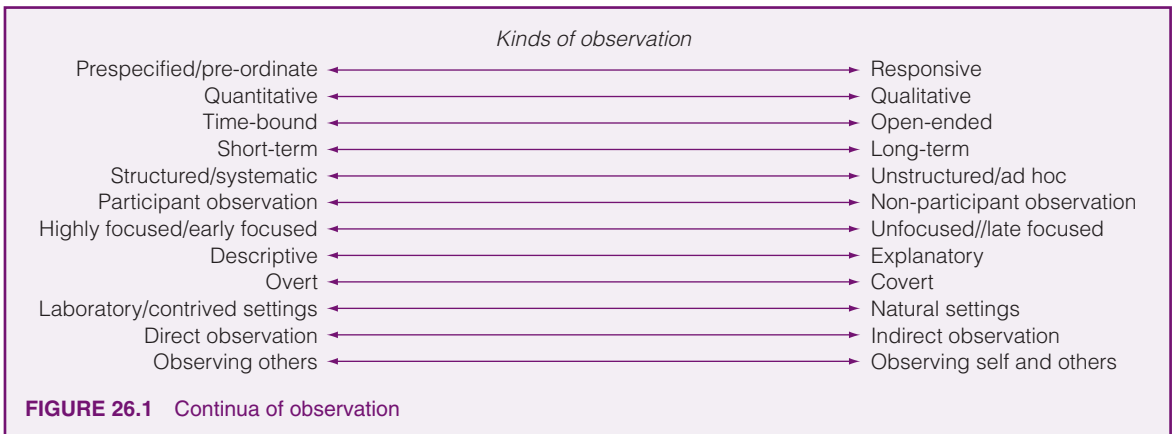 Kinds of observation
Prespecified/pre-ordinate Responsive
Quantitative Qualitative
Time-bound Open-ended
Short-term Long-term
Structured/systematic Unstructured/ad hoc
Participant observation Non-participant observation
Highly focused/early focused Unfocused//late focused
Descriptive Explanatory
Overt Covert
Laboratory/contrived settings Natural settings
Direct observation Indirect observation
Observing others Observing self and others
FIGURE 26.1 Continua of observation